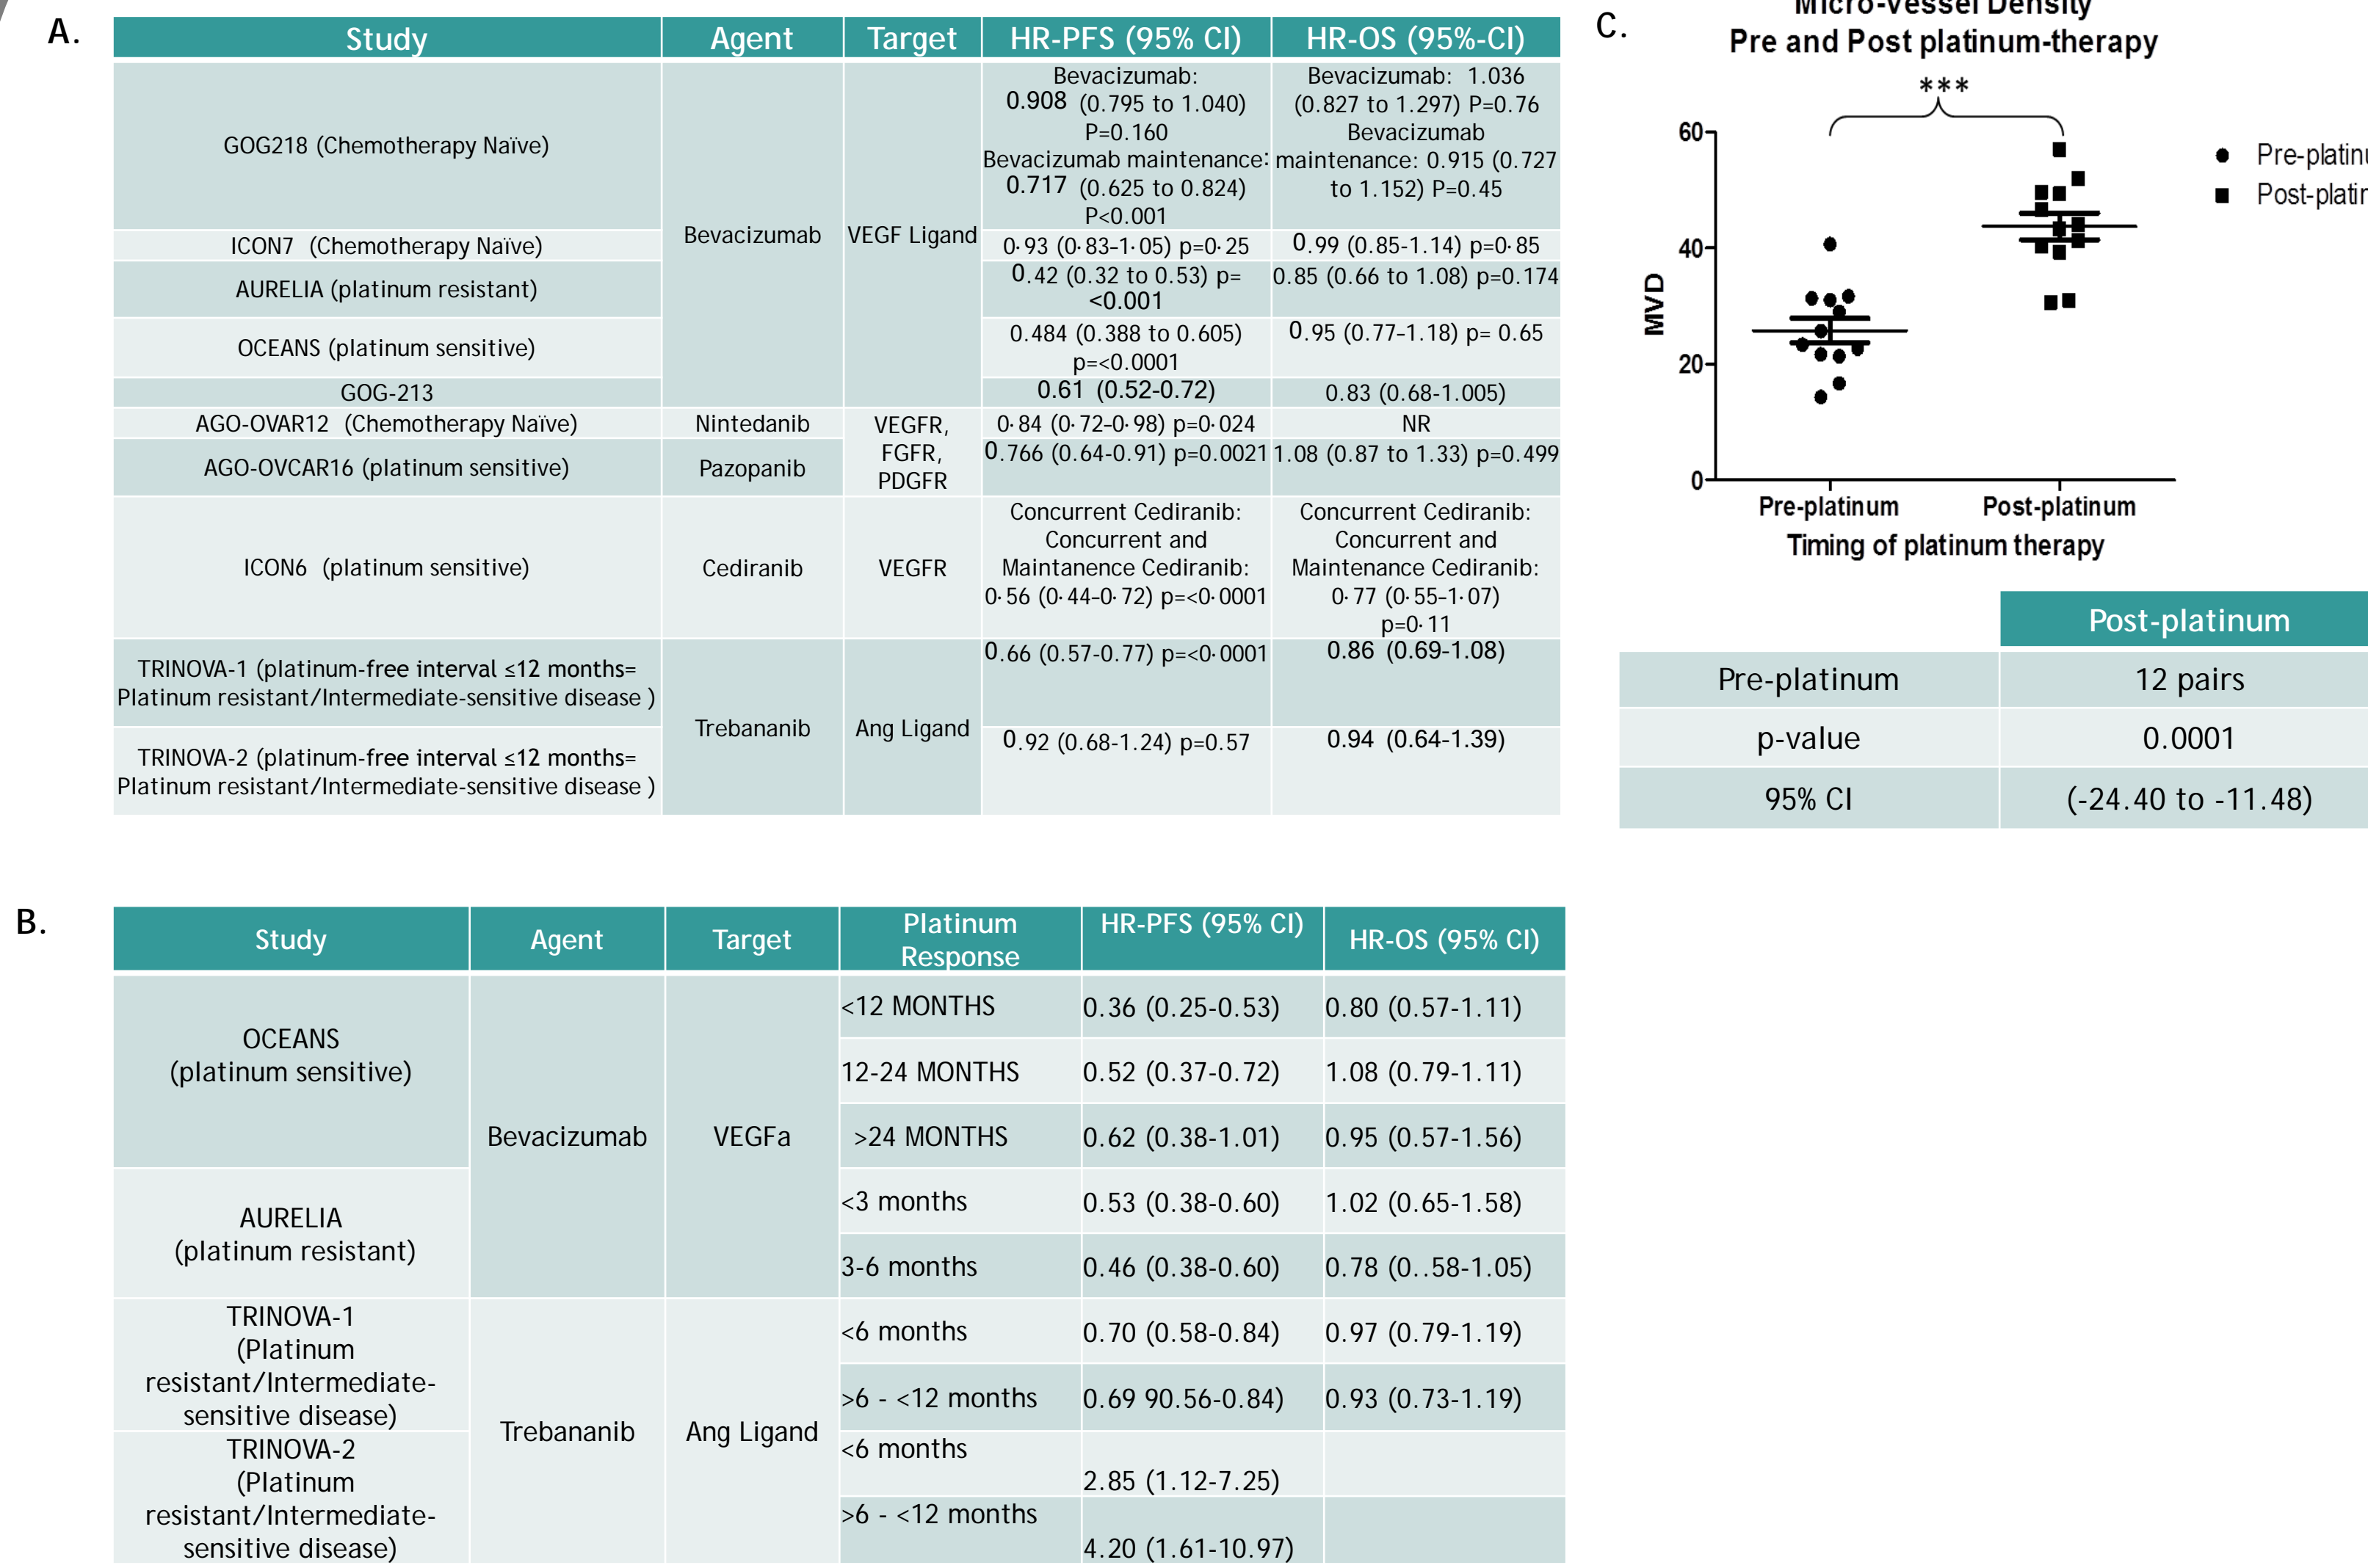 A.
Study Agent Target HR-PFS (95% CI) HR-OS (95%-CI)
GOG218 (Chemotherapy Naïve)
Bevacizumab
VEGF Ligand
Bevacizumab:
0.908 (0.795 to 1.040)
P=0.160
Bevacizumab maintenance:
0.717 (0.625 to 0.824)
P<0.001
Bevacizumab: 1.036
(0.827 to 1.297) P=0.76
Bevacizumab
maintenance: 0.915 (0.727
to 1.152) P=0.45
ICON7 (Chemotherapy Naïve)
0·93 (0·83–1·05) p=0·25
0.99 (0.85-1.14) p=0·85
AURELIA (platinum resistant)
0.42 (0.32 to 0.53) p=
<0.001
0.85 (0.66 to 1.08) p=0.174
OCEANS (platinum sensitive)
0.484 (0.388 to 0.605)
p=<0.0001
0.95 (0.77–1.18) p= 0.65
GOG-213
0.61 (0.52-0.72)
0.83 (0.68-1.005)
AGO-OVAR12 (Chemotherapy Naïve)
Nintedanib
VEGFR,
FGFR,
PDGFR
0·84 (0·72–0·98) p=0·024
NR
AGO-OVCAR16 (platinum sensitive)
Pazopanib
0.766 (0.64-0.91) p=0.0021
1.08 (0.87 to 1.33) p=0.499
ICON6 (platinum sensitive)
Cediranib
VEGFR
Concurrent Cediranib:
Concurrent and
Maintanence Cediranib:
0·56 (0·44–0·72) p=<0·0001
Concurrent Cediranib:
Concurrent and
Maintenance Cediranib:
0·77 (0·55–1·07)
p=0·11
TRINOVA-1 (platinum-free interval ≤12 months=
Platinum resistant/Intermediate-sensitive disease )
Trebananib
Ang Ligand
0.66 (0.57-0.77) p=<0·0001
0.86 (0.69-1.08)
TRINOVA-2 (platinum-free interval ≤12 months=
Platinum resistant/Intermediate-sensitive disease )
0.92 (0.68-1.24) p=0.57
0.94 (0.64-1.39)
C.
Micro-Vessel Density
Pre and Post platinum-therapy
***
60
40
20
0
MVD
Pre-platinum
Post-platinum
Timing of platinum therapy
Pre-platinu
Post-platin
Post-platinum
Pre-platinum 12 pairs
p-value 0.0001
95% CI (-24.40 to -11.48)
B.
Study Agent Target Platinum
Response
HR-PFS (95% CI) HR-OS (95% CI)
OCEANS
(platinum sensitive)
Bevacizumab
VEGFa
<12 MONTHS 0.36 (0.25-0.53) 0.80 (0.57-1.11)
12-24 MONTHS 0.52 (0.37-0.72) 1.08 (0.79-1.11)
>24 MONTHS 0.62 (0.38-1.01) 0.95 (0.57-1.56)
AURELIA
(platinum resistant)
<3 months 0.53 (0.38-0.60) 1.02 (0.65-1.58)
3-6 months 0.46 (0.38-0.60) 0.78 (0..58-1.05)
TRINOVA-1
(Platinum
resistant/Intermediate-
sensitive disease)
Trebananib
Ang Ligand
<6 months 0.70 (0.58-0.84) 0.97 (0.79-1.19)
>6 - <12 months 0.69 90.56-0.84) 0.93 (0.73-1.19)
TRINOVA-2
(Platinum
resistant/Intermediate-
sensitive disease)
<6 months
2.85 (1.12-7.25)
>6 - <12 months
4.20 (1.61-10.97)